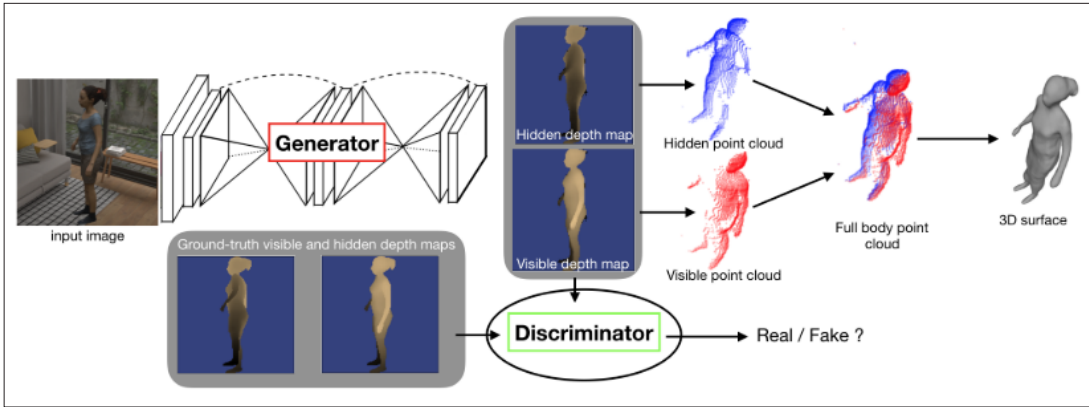 Generator
Hidden depth map
Hidden point cloud
input image
Ground-truth visible and hidden depth maps
Visible depth map
Visible point cloud
Full body point
cloud
3D surface
Discriminator
Real / Fake ?